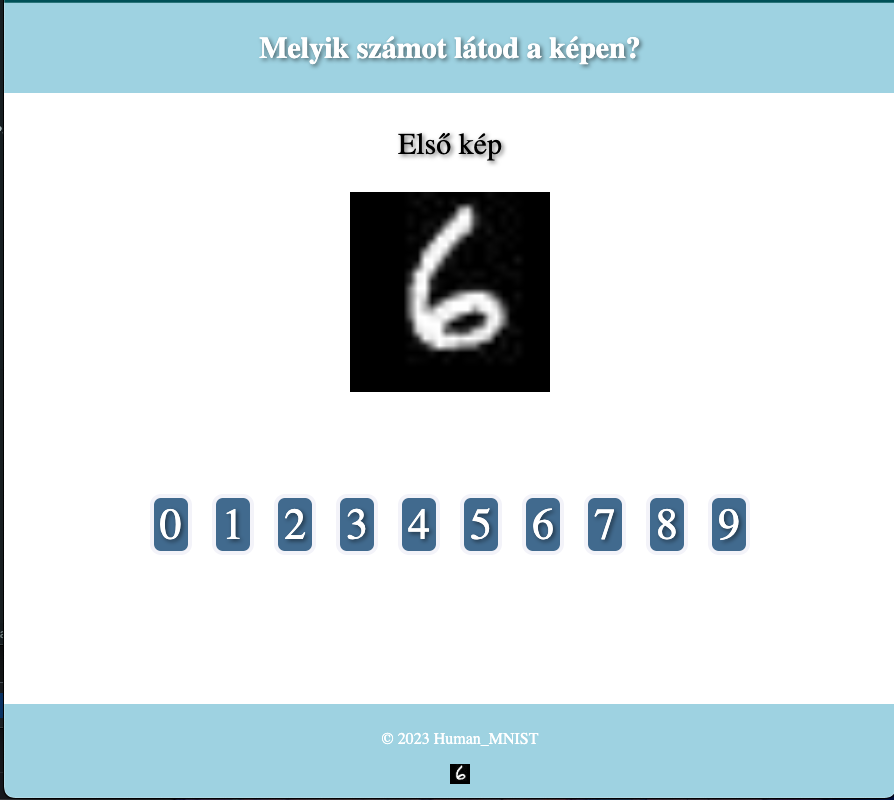 Melyik számot látod a képen?
Első kép
6
0 1 2 3 4 5 6 7 8 9
© 2023 Human_MNIST
6